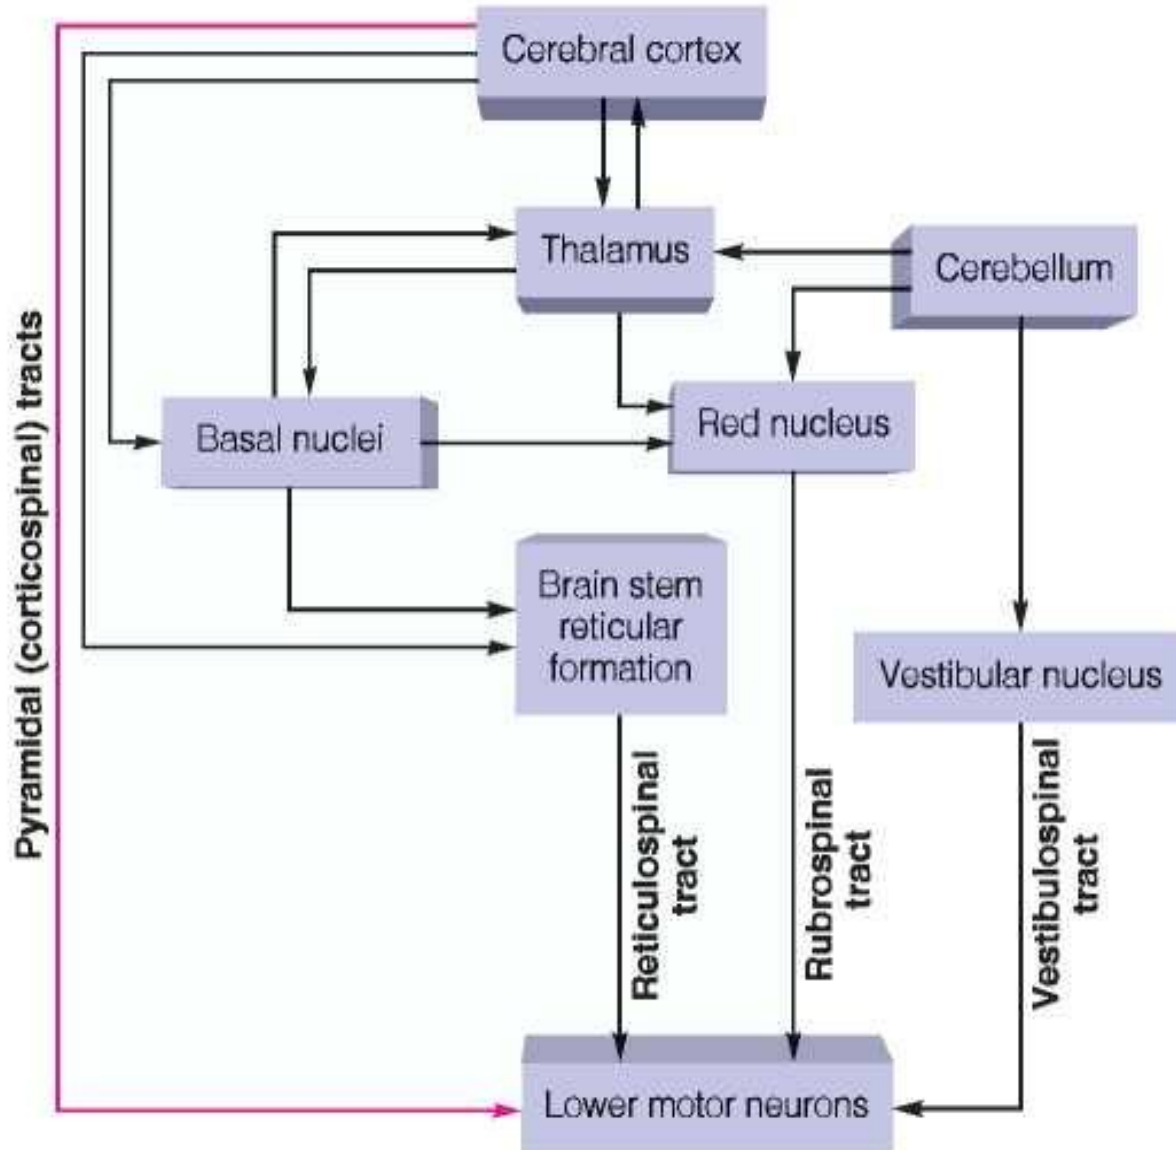 Cerebral cortex
Thalamus
Cerebellum
Red nucleus
Basal nuclei
Brain stem
reticular
formation
Vestibular nucleus
Pyramidal (corticospinal) tracts
Reticulospinal
tract
Rubrospinal
tract
Vestibulospinal
tract
Lower motor neurons